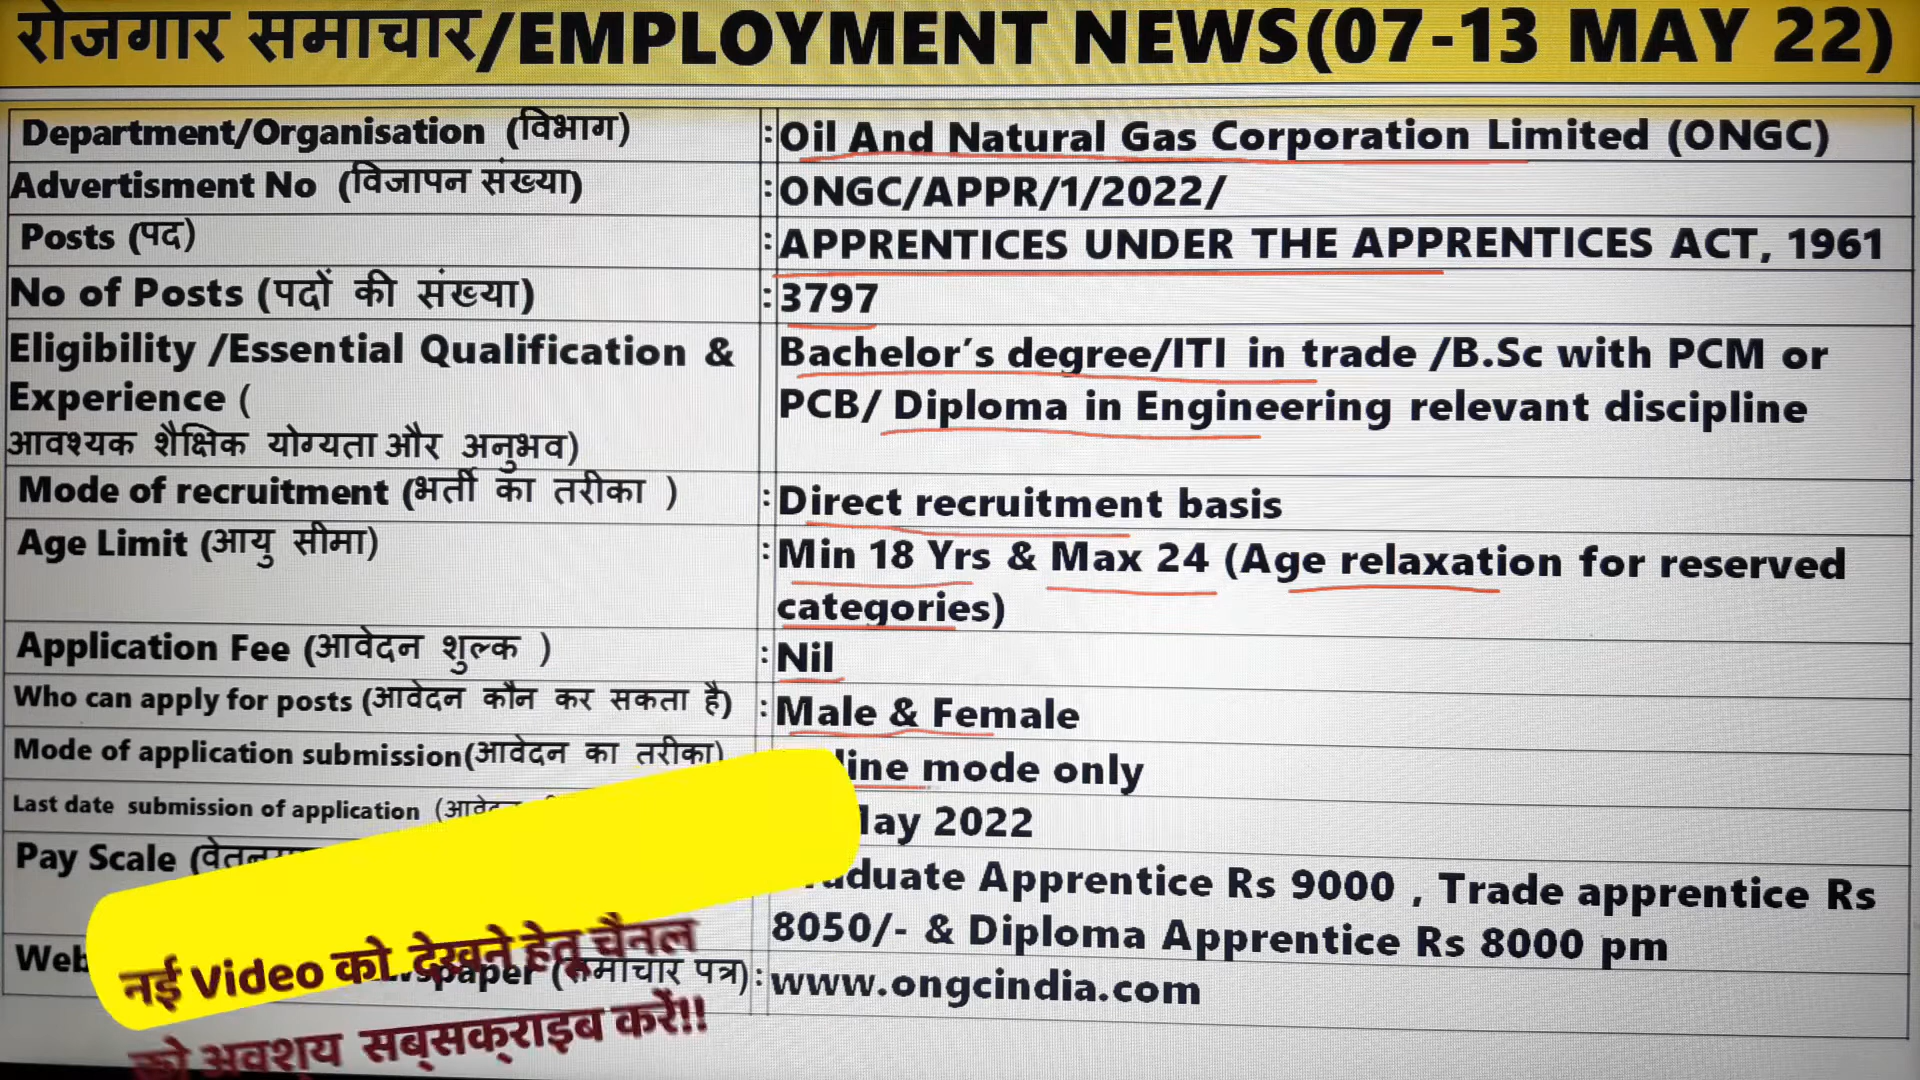 रोजगार समाचार/EMPLOYMENT NEWS(07-13 MAY 22)
Department/Organisation (विभाग) :Oil And Natural Gas Corporation Limited (ONGC)
Advertisment No (विजापन संख्या) :ONGC/APPR/1/2022/
Posts (पद) :APPRENTICES UNDER THE APPRENTICES ACT, 1961
No of Posts (पदों की संख्या) :3797
Eligibility /Essential Qualification &
Experience (
आवश्यक शैक्षिक योग्यता और अनुभव)
Bachelor's degree/ITI in trade /B.Sc with PCM or
PCB/ Diploma in Engineering relevant discipline
Mode of recruitment (भर्ती का तरीका ) :Direct recruitment basis
Age Limit (आयु सीमा) :Min 18 Yrs & Max 24 (Age relaxation for reserved
categories)
Application Fee (आवेदन शुल्क ) :Nil
Who can apply for posts (आवेदन कौन कर सकता है) :Male & Female
Mode of application submission(आवेदन का तरीका) mode only
Last date submission of application 2022
Pay Scale Apprentice Rs 9000 , Trade apprentice Rs
8050/- & Diploma Apprentice Rs 8000 pm
(समाचार पत्र): www.ongcindia.com
नई Video को देखने हेतू चैनल
को अवश्य सब्सक्राइब करें!!